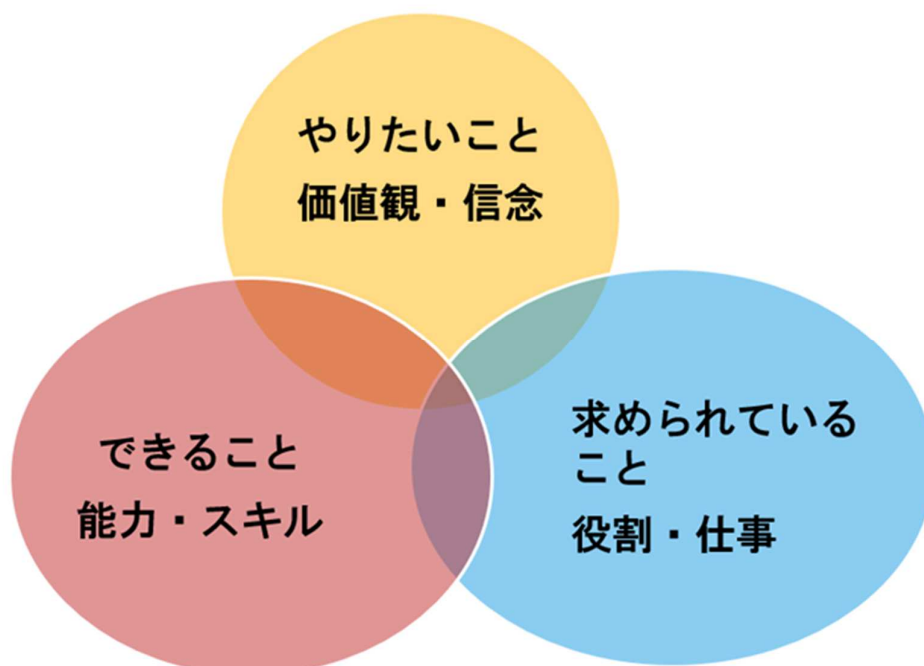 やりたいこと
価値観・信念
できること
能力・スキル
求められている
こと
役割・仕事